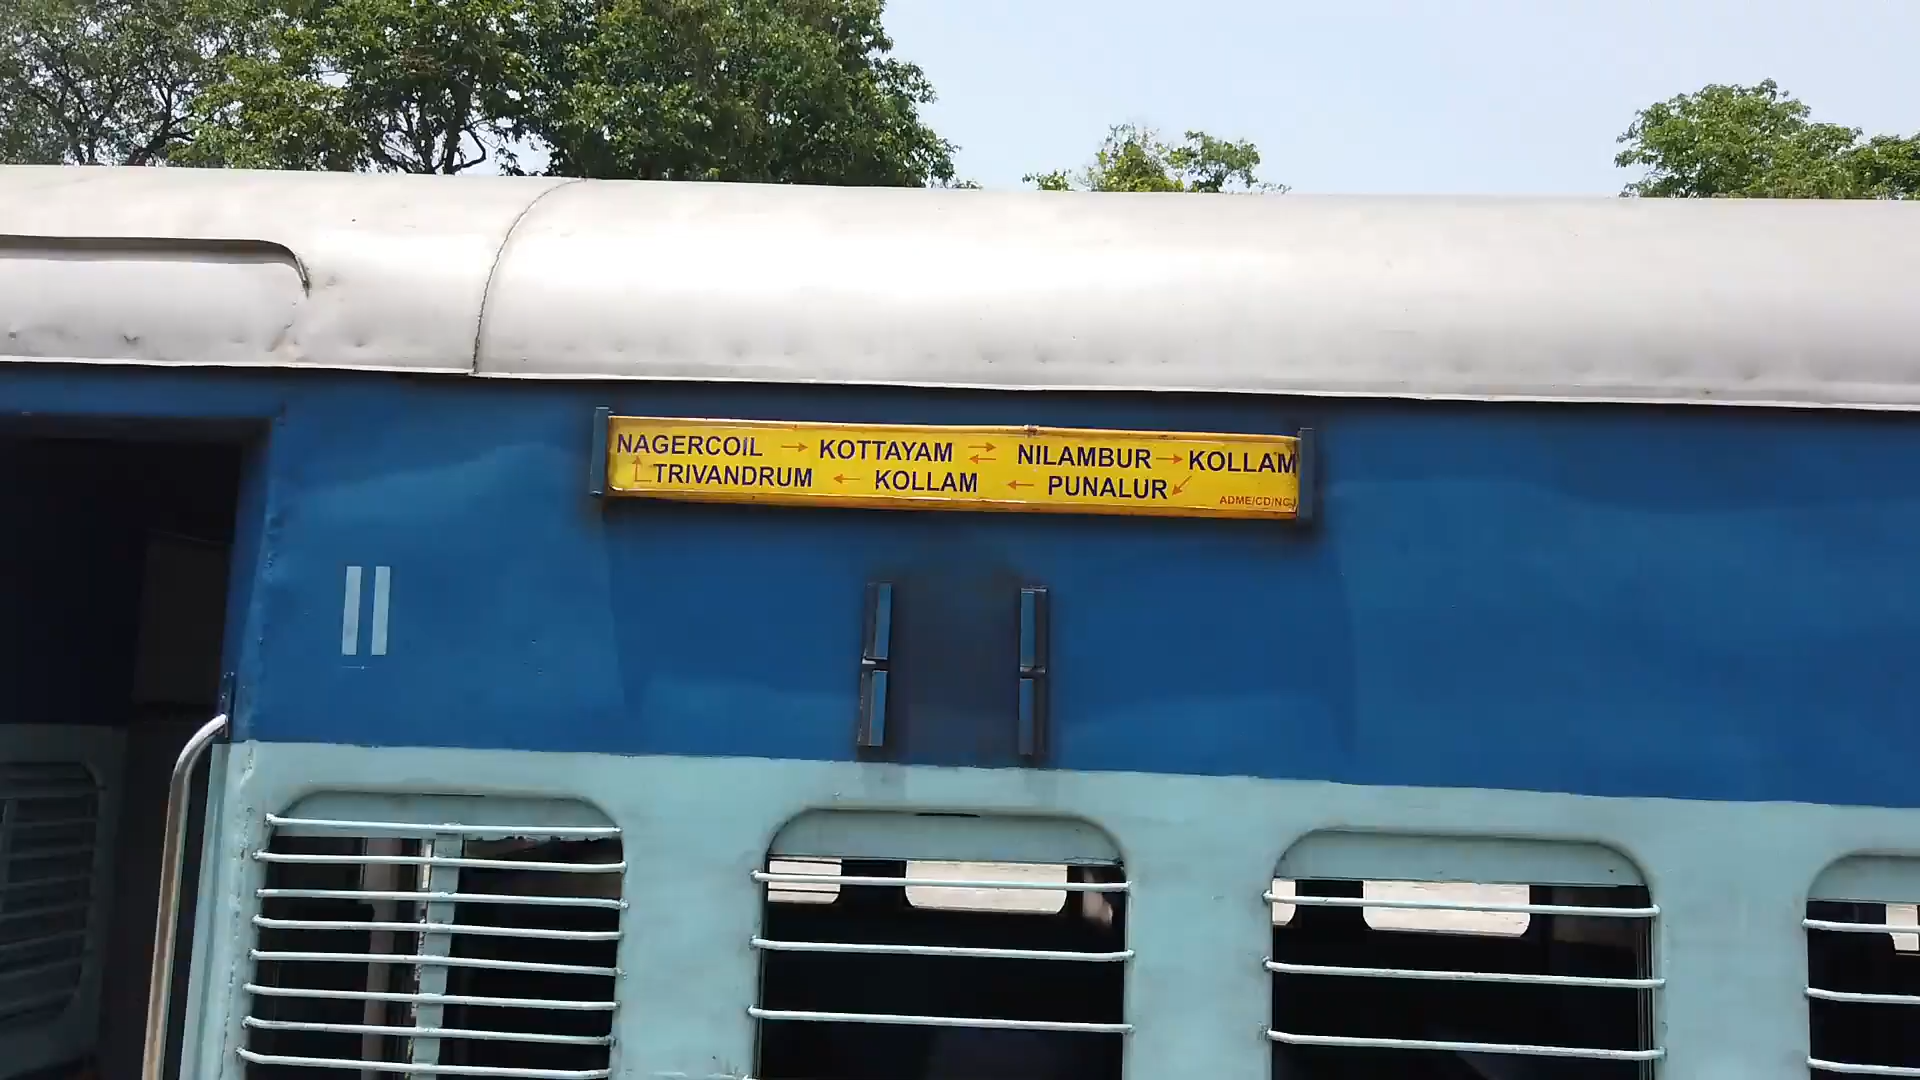 NAGERCOIL → KOTTAYAM ⇄ NILAMBUR → KOLLAM
↑ TRIVANDRUM ← KOLLAM ← PUNALUR ↙
ADME/CD/NCJ